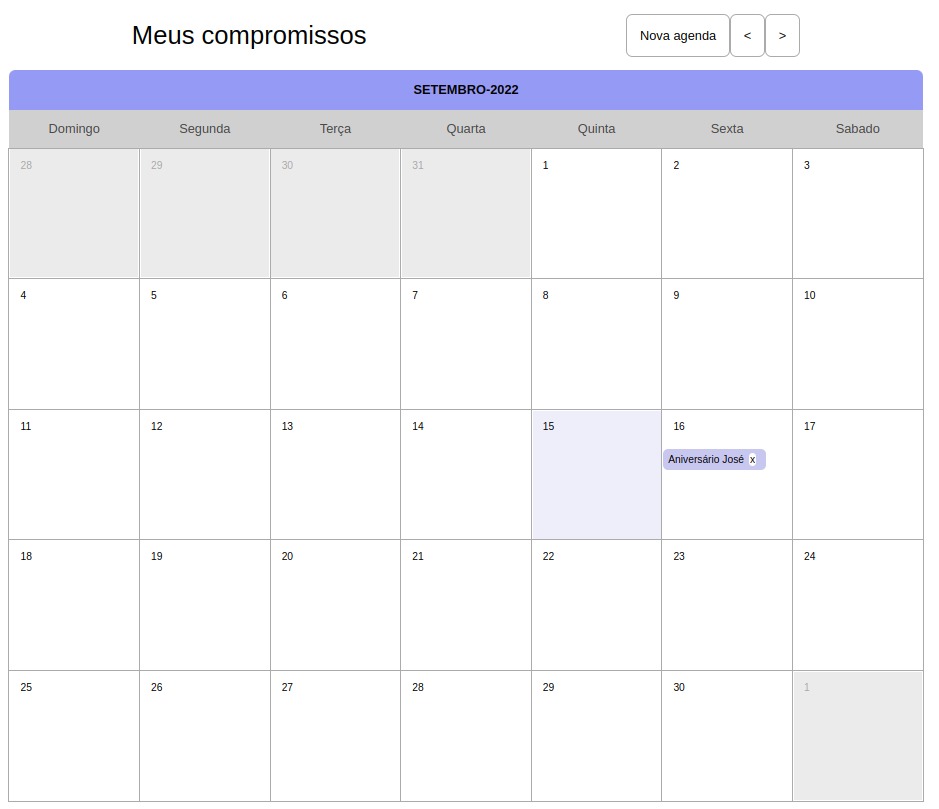 Meus compromissos
Nova agenda < >
SETEMBRO-2022
Domingo Segunda Terça Quarta Quinta Sexta Sabado
28 29 30 31 1 2 3
4 5 6 7 8 9 10
11 12 13 14 15 16 17
Aniversário José x
18 19 20 21 22 23 24
25 26 27 28 29 30 1